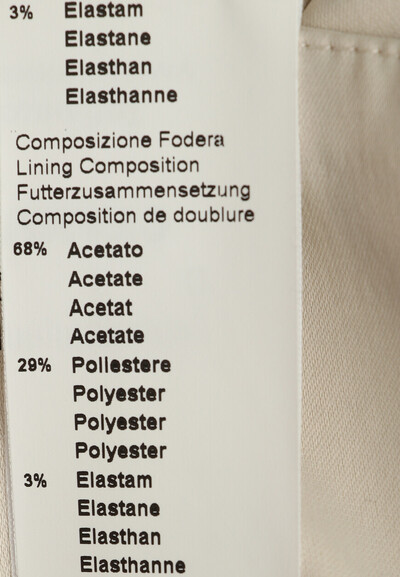 3% Elastam
Elastane
Elasthan
Elasthanne
Composizione Fodera
Lining Composition
Futterzusammensetzung
Composition de doublure
68% Acetato
Acetate
Acetat
Acetate
29% Poliestere
Polyester
Polyester
Polyester
3% Elastam
Elastane
Elasthan
Elasthanne